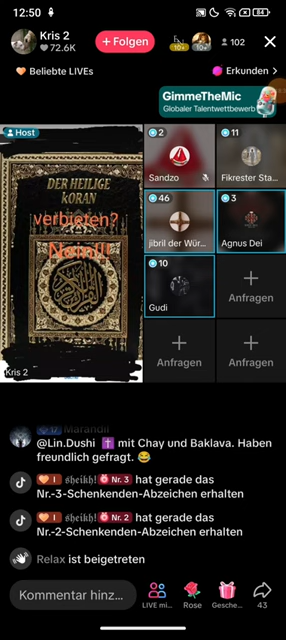 12:50
84
Kris 2
72.6K
+ Folgen
10+
10+
102
Beliebte LIVEs
Erkunden >
GimmeTheMic
Globaler Talentwettbewerb
Host
DER HEILIGE
KORAN
verbieten?
Nein!!
Kris 2
2
Sandzo
11
Fikrester Sta...
46
jibril der Wür...
3
Agnus Dei
10
Gudi
Anfragen
Anfragen
Anfragen
Marandii
@Lin.Dushi ✝️ mit Chay und Baklava. Haben
freundlich gefragt. 😂
I 𝔰𝔥𝔢𝔦𝔨𝔥! Nr. 3 hat gerade das
Nr.-3-Schenkenden-Abzeichen erhalten
I 𝔰𝔥𝔢𝔦𝔨𝔥! Nr. 2 hat gerade das
Nr.-2-Schenkenden-Abzeichen erhalten
Relax ist beigetreten
Kommentar hinz...
LIVE mi...
Rose
Gesche...
43